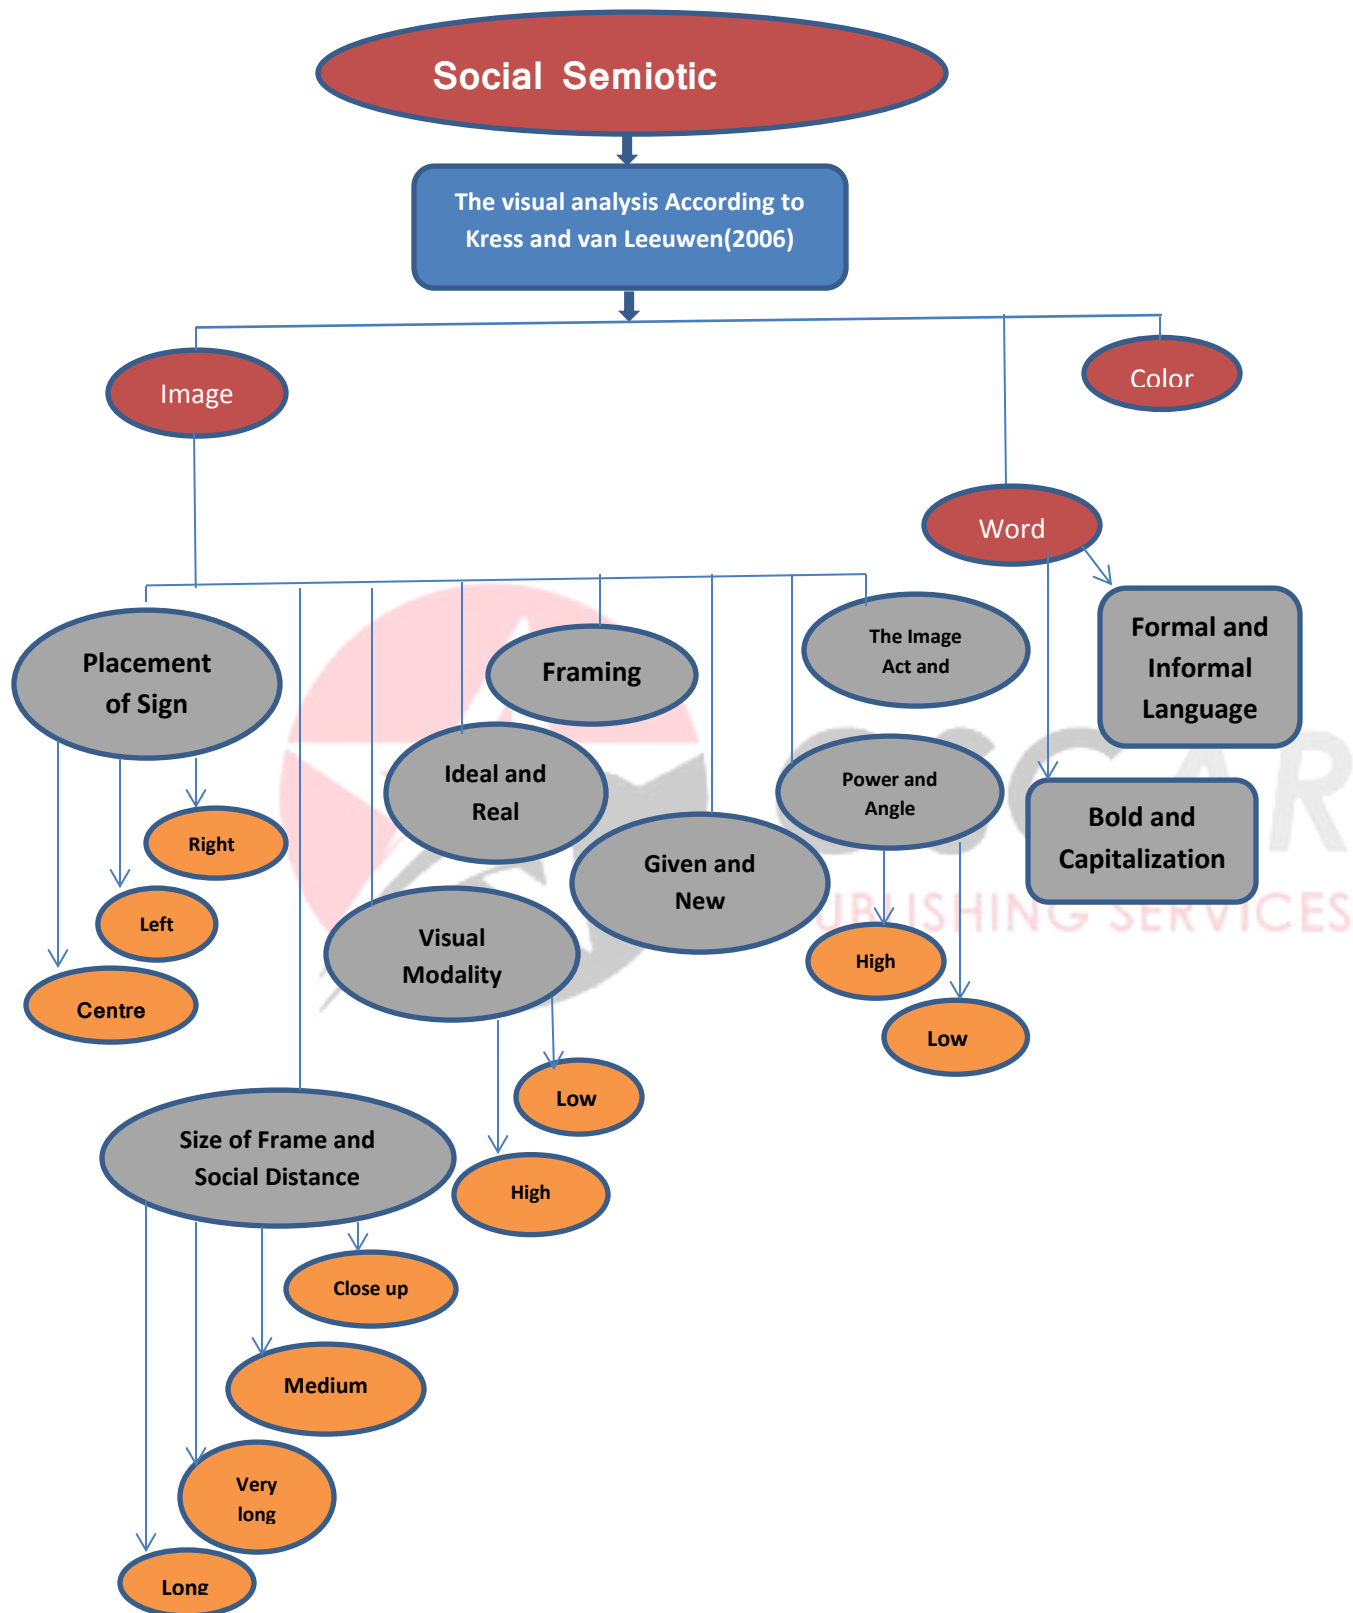 Social Semiotic
The visual analysis According to
Kress and van Leeuwen(2006)
Image
Color
Word
Placement
of Sign
Framing
The Image
Act and
Formal and
Informal
Language
Ideal and
Real
Power and
Angle
Bold and
Capitalization
Right
Given and
New
Left
Visual
Modality
High
Centre
Low
Low
Size of Frame and
Social Distance
High
Close up
Medium
Very
long
Long
OSCAR
PUBLISHING SERVICES